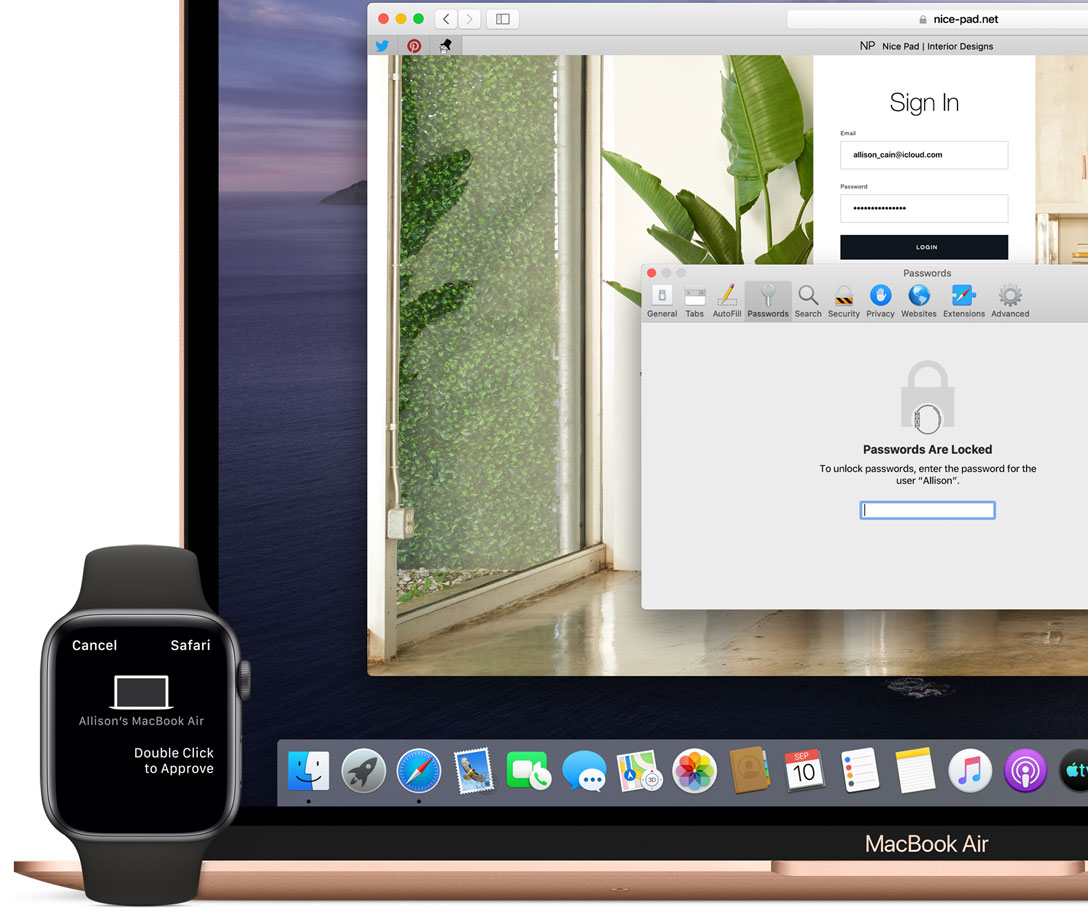 nice-pad.net
NP Nice Pad | Interior Designs
Sign In
Email
allison_cain@icloud.com
Password
LOGIN
Passwords
General Tabs AutoFill Passwords Search Security Privacy Websites Extensions Advanced
Passwords Are Locked
To unlock passwords, enter the password for the
user “Allison”.
Cancel Safari
Allison’s MacBook Air
Double Click
to Approve
3D
SEP
10
tv
MacBook Air